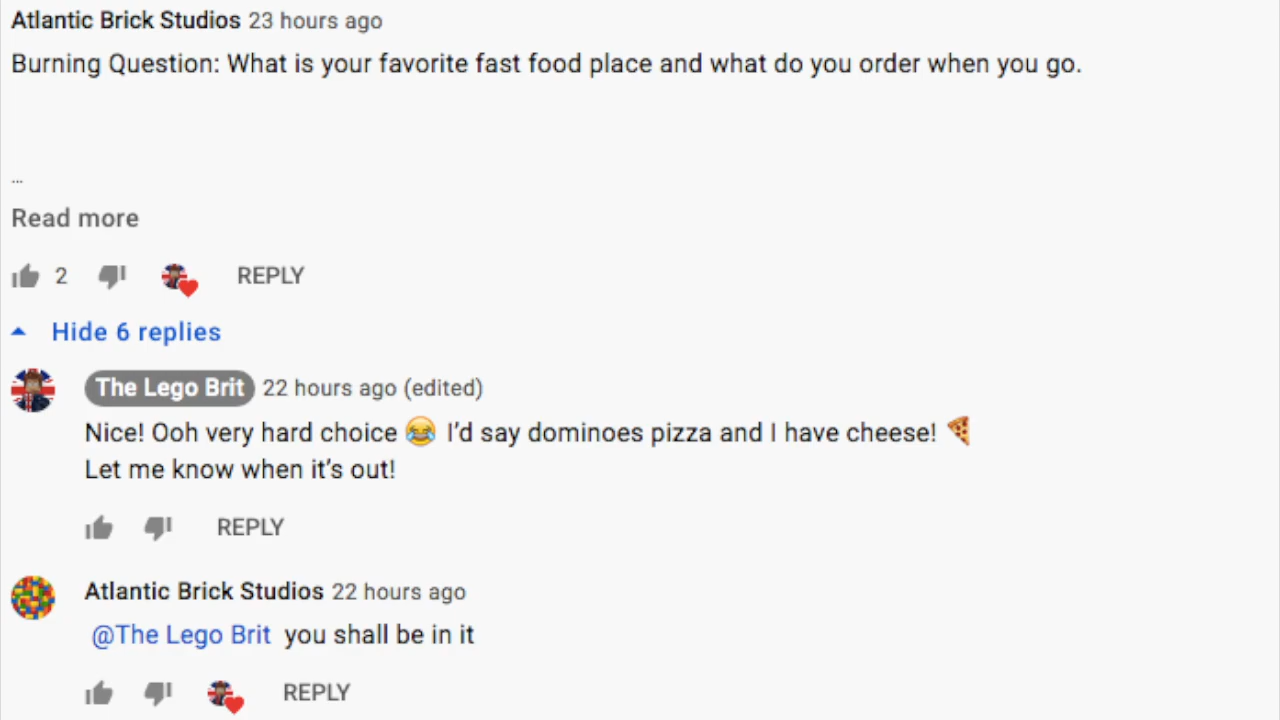 Atlantic Brick Studios 23 hours ago
Burning Question: What is your favorite fast food place and what do you order when you go.
...
Read more
2 REPLY
Hide 6 replies
The Lego Brit 22 hours ago (edited)
Nice! Ooh very hard choice 😂 I’d say dominoes pizza and I have cheese! 🍕
Let me know when it’s out!
REPLY
Atlantic Brick Studios 22 hours ago
@The Lego Brit you shall be in it
REPLY